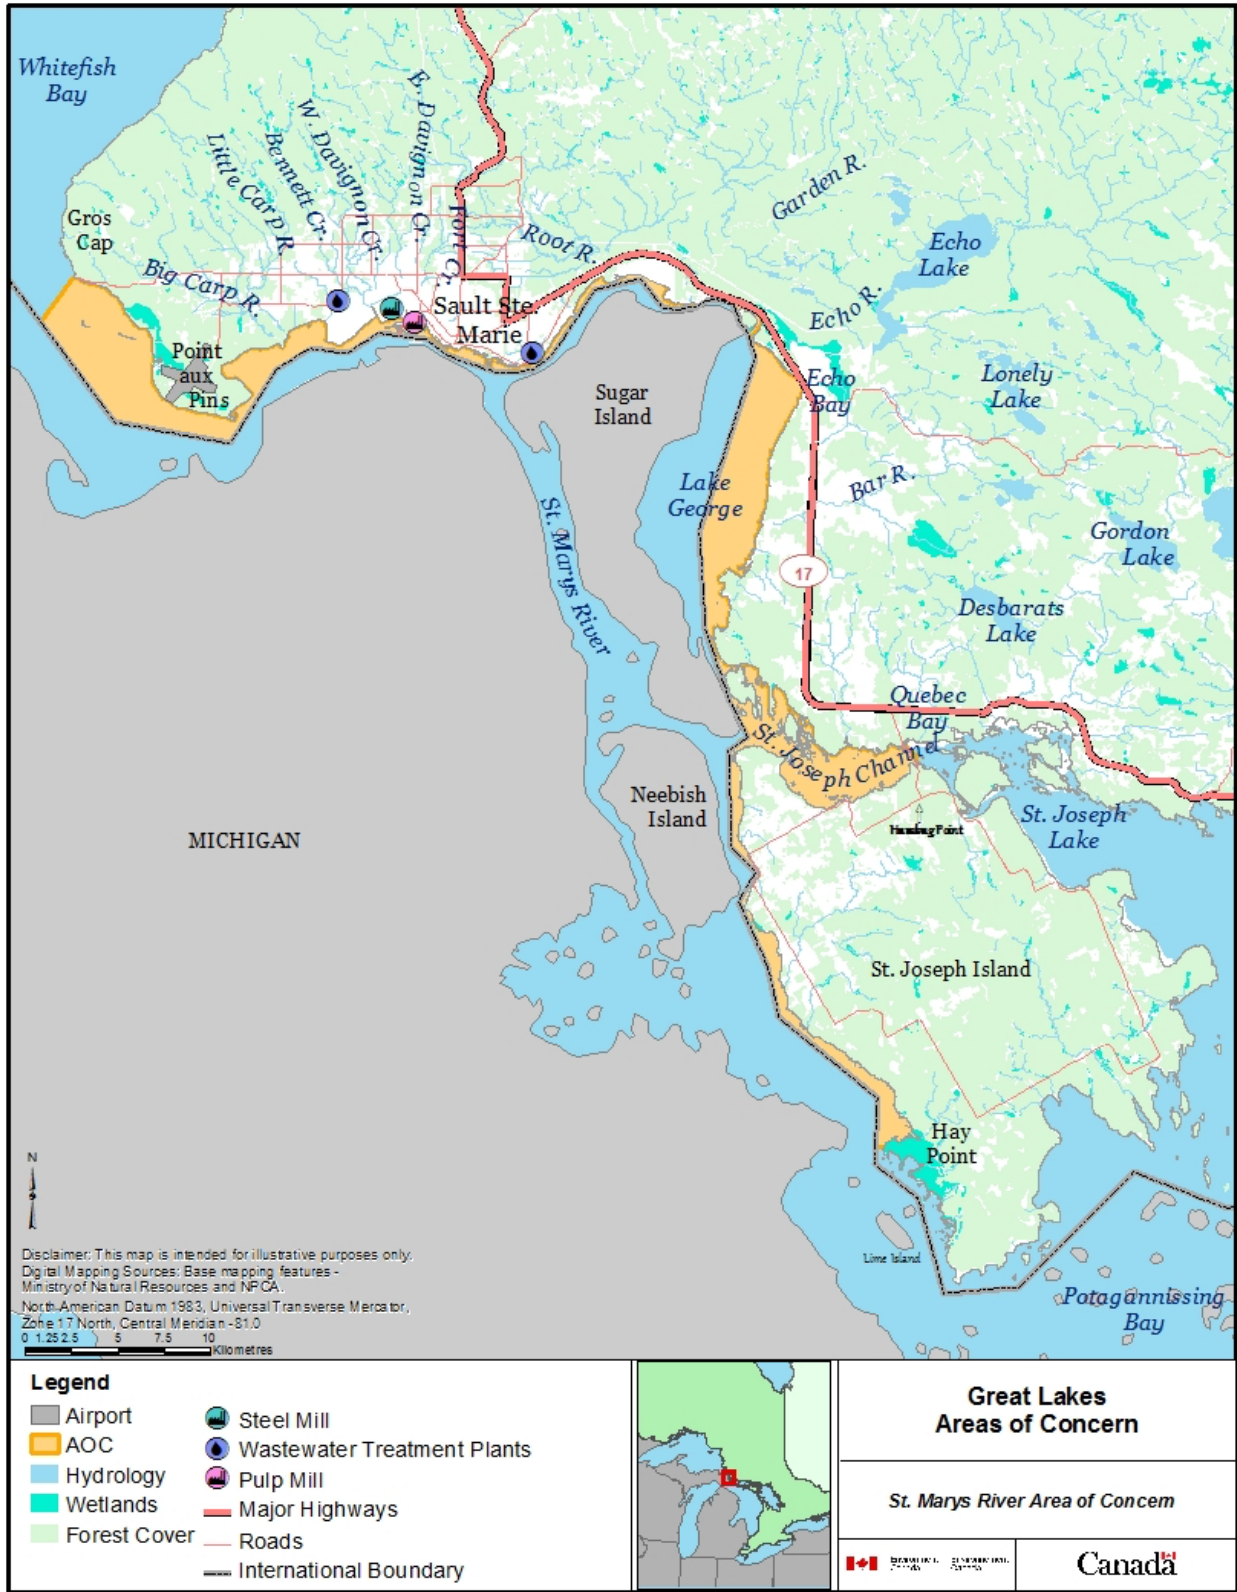 Whitefish
Bay
E. Davignon Cr.
W. Davignon Cr.
Bennett Cr.
Little Carp R.
Fort Cr.
Root R.
Garden R.
Gros
Cap
Big Carp R.
Echo
Lake
Echo R.
Sault Ste.
Marie
Point
aux
Pins
Sugar
Island
Echo
Bay
Lonely
Lake
Lake
George
Bar R.
St. Marys River
Gordon
Lake
17
Desbarats
Lake
Quebec
Bay
St. Joseph Channel
Neebish
Island
MICHIGAN
St. Joseph
Lake
St. Joseph Island
Hay
Point
Lime Island
Potagannissing
Bay
N
Disclaimer: This map is intended for illustrative purposes only.
Digital Mapping Sources: Base mapping features -
Ministry of Natural Resources and NPCA.
North American Datum 1983, Universal Transverse Mercator,
Zone 17 North, Central Meridian -81.0
0 1.25 2.5 5 7.5 10
Kilometres
Legend
Airport
AOC
Hydrology
Wetlands
Forest Cover
Steel Mill
Wastewater Treatment Plants
Pulp Mill
Major Highways
Roads
International Boundary
Great Lakes
Areas of Concern
St. Marys River Area of Concern
Environment Environnement
Canada Canada
Canada